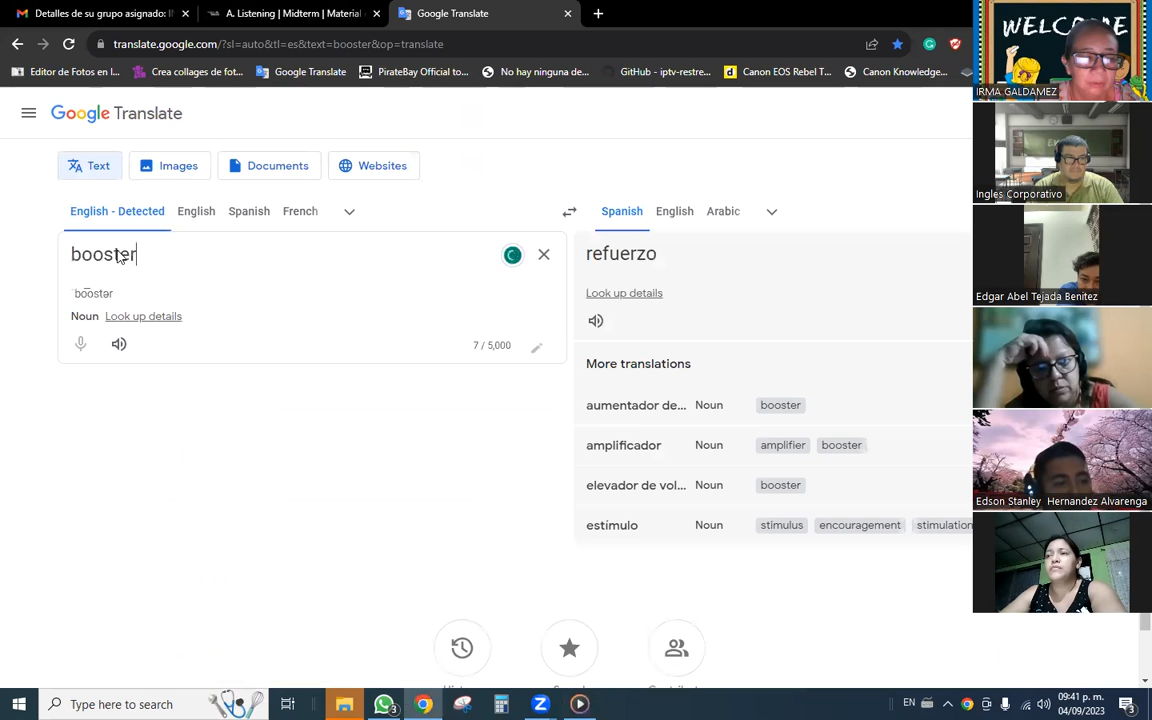 Detalles de su grupo asignado: I
A. Listening | Midterm | Material
Google Translate
translate.google.com/?sl=auto&tl=es&text=booster&op=translate
Editor de Fotos en l...
Crea collages de fot...
Google Translate
PirateBay Official to...
No hay ninguna de...
GitHub - iptv-restre...
Canon EOS Rebel T...
Canon Knowledge...
Google Translate
Text
Images
Documents
Websites
English - Detected
English
Spanish
French
Spanish
English
Arabic
booster
refuerzo
bo͞ostər
Look up details
Noun
Look up details
7 / 5,000
More translations
aumentador de...
Noun
booster
amplificador
Noun
amplifier
booster
elevador de vol...
Noun
booster
estímulo
Noun
stimulus
encouragement
stimulation
WELCOME
IRMA GALDAMEZ
Ingles Corporativo
Edgar Abel Tejada Benitez
Edson Stanley Hernandez Alvarenga
Type here to search
3
EN
09:41 p. m.
04/09/2023
3